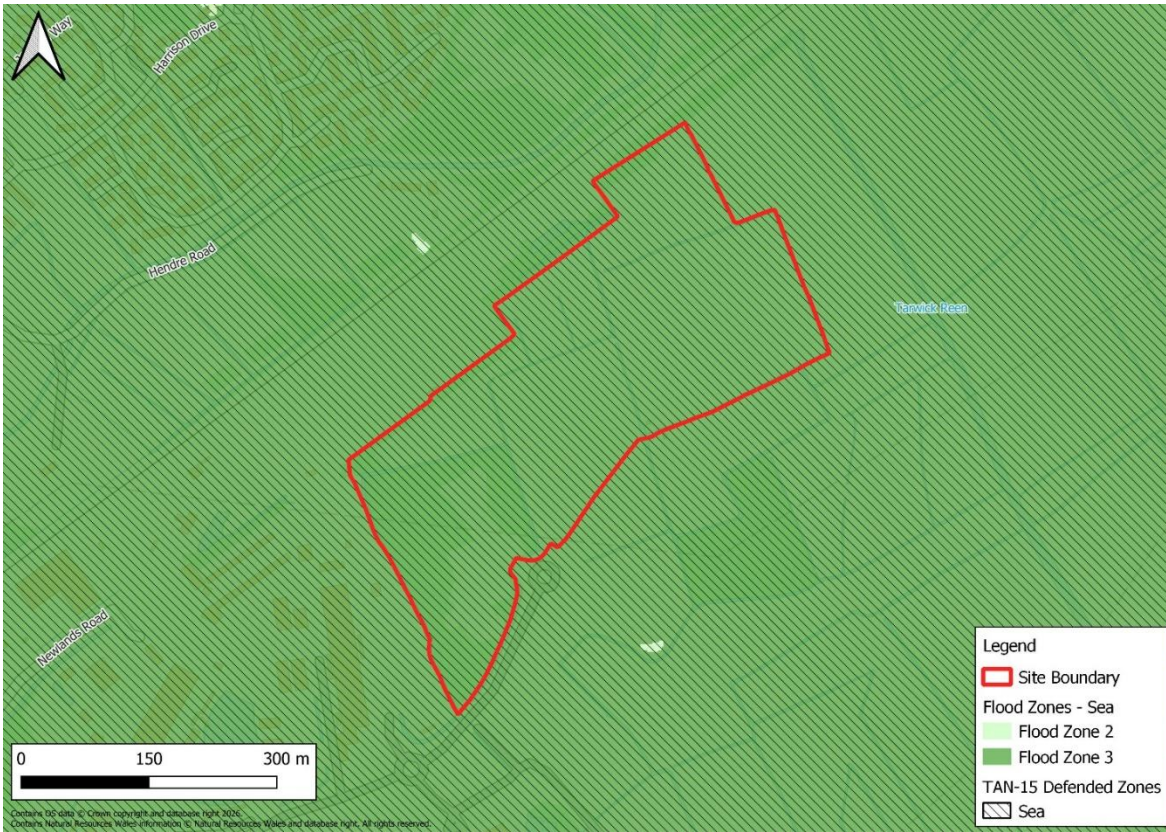 Way
Harrison Drive
Hendre Road
Tarwick Reen
Newlands Road
Legend
Site Boundary
Flood Zones - Sea
Flood Zone 2
Flood Zone 3
TAN-15 Defended Zones
Sea
0 150 300 m
Contains OS data © Crown copyright and database right 2026.
Contains Natural Resources Wales information © Natural Resources Wales and database right. All rights reserved.